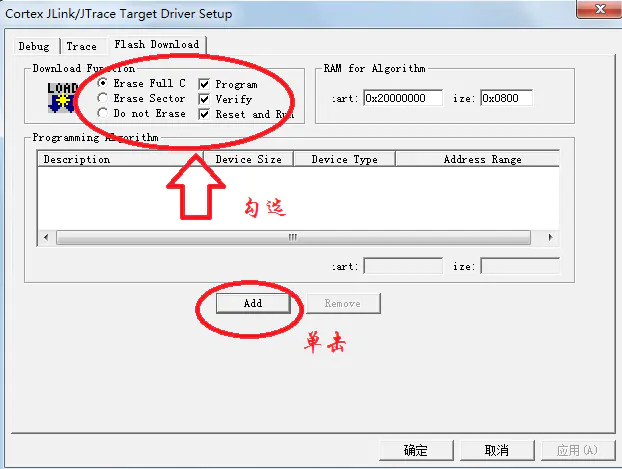 Cortex JLink/JTrace Target Driver Setup
Debug Trace Flash Download
Download Function RAM for Algorithm
LOAD Erase Full C Program :art: 0x20000000 ize: 0x0800
Erase Sector Verify
Do not Erase Reset and Run
Programming Algorithm
Description Device Size Device Type Address Range
勾选
:art: ize:
Add Remove
单击
确定 取消 应用(A)